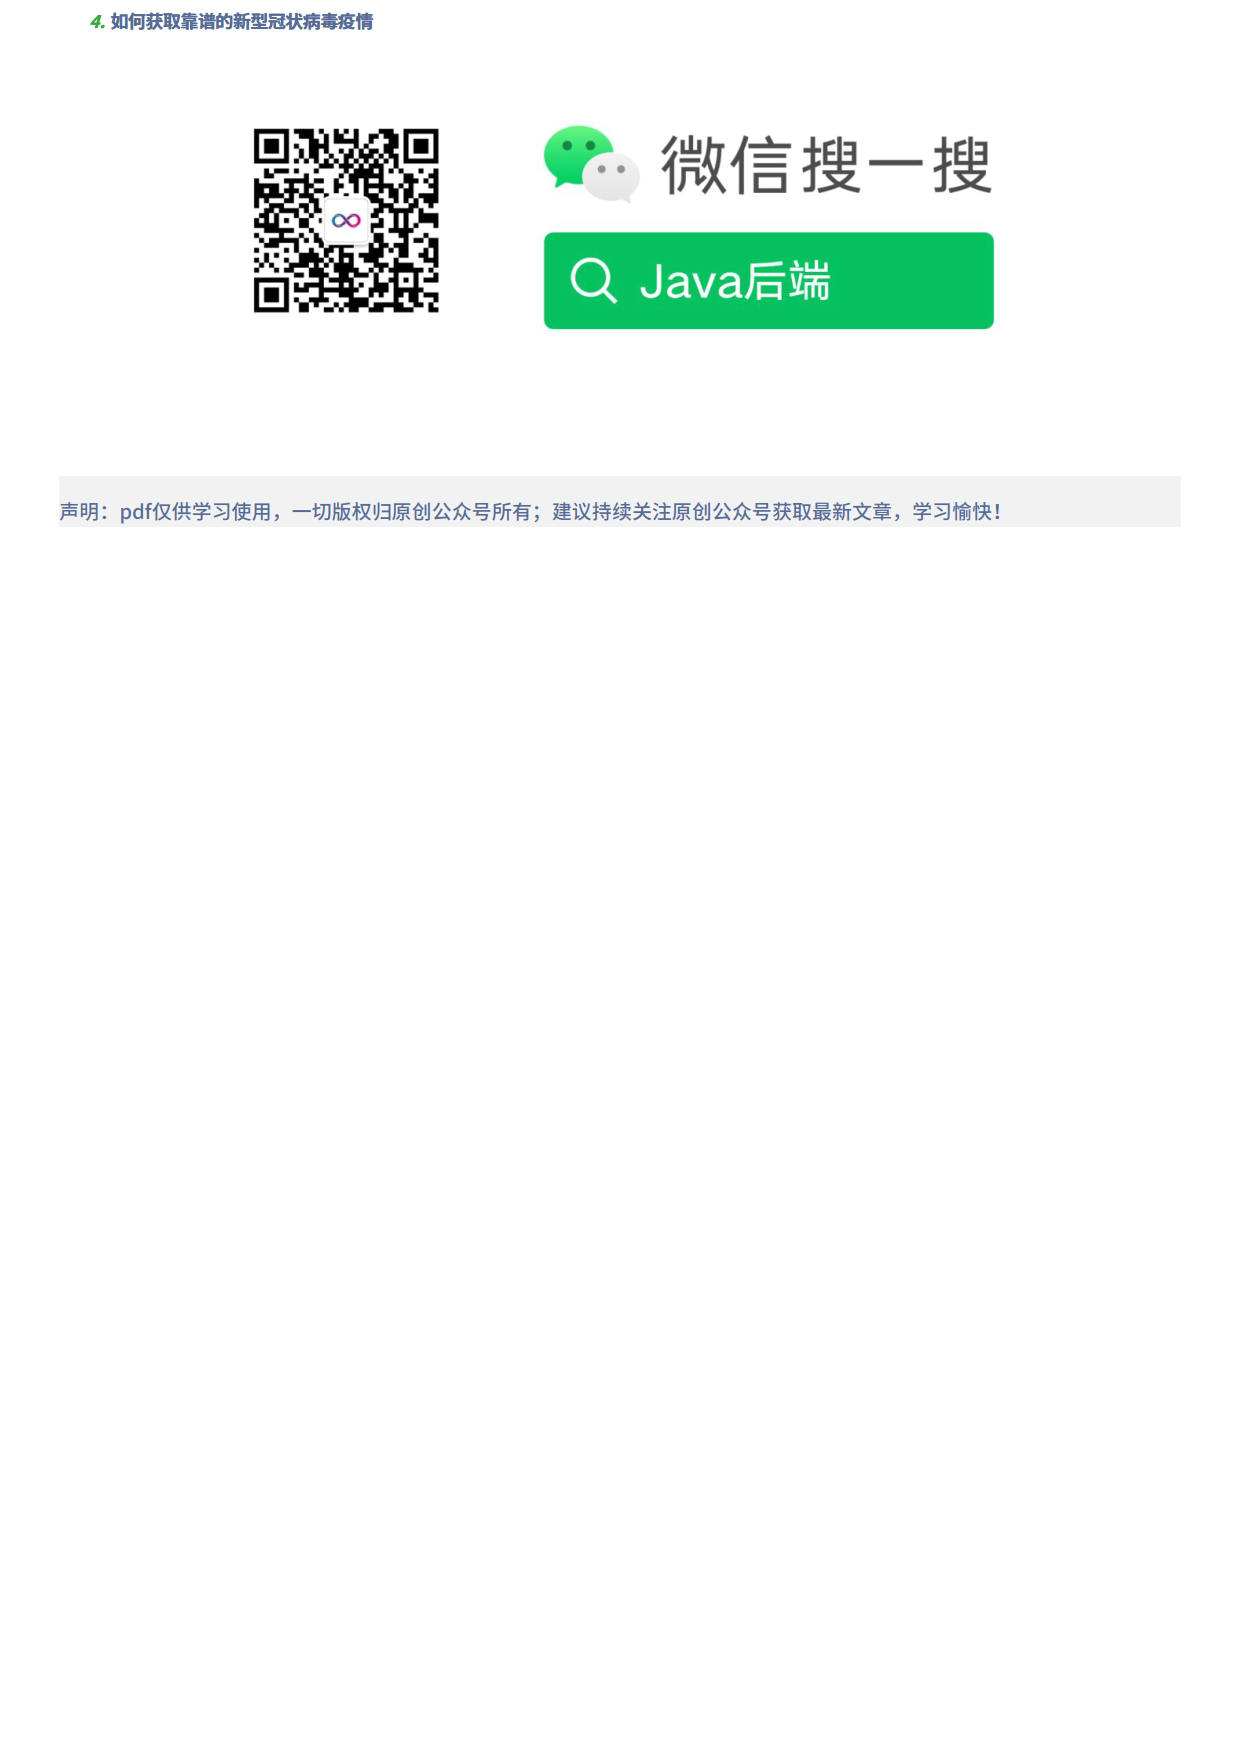 4. 如何获取靠谱的新型冠状病毒疫情
微信搜一搜
Java后端
声明：pdf仅供学习使用，一切版权归原创公众号所有；建议持续关注原创公众号获取最新文章，学习愉快！